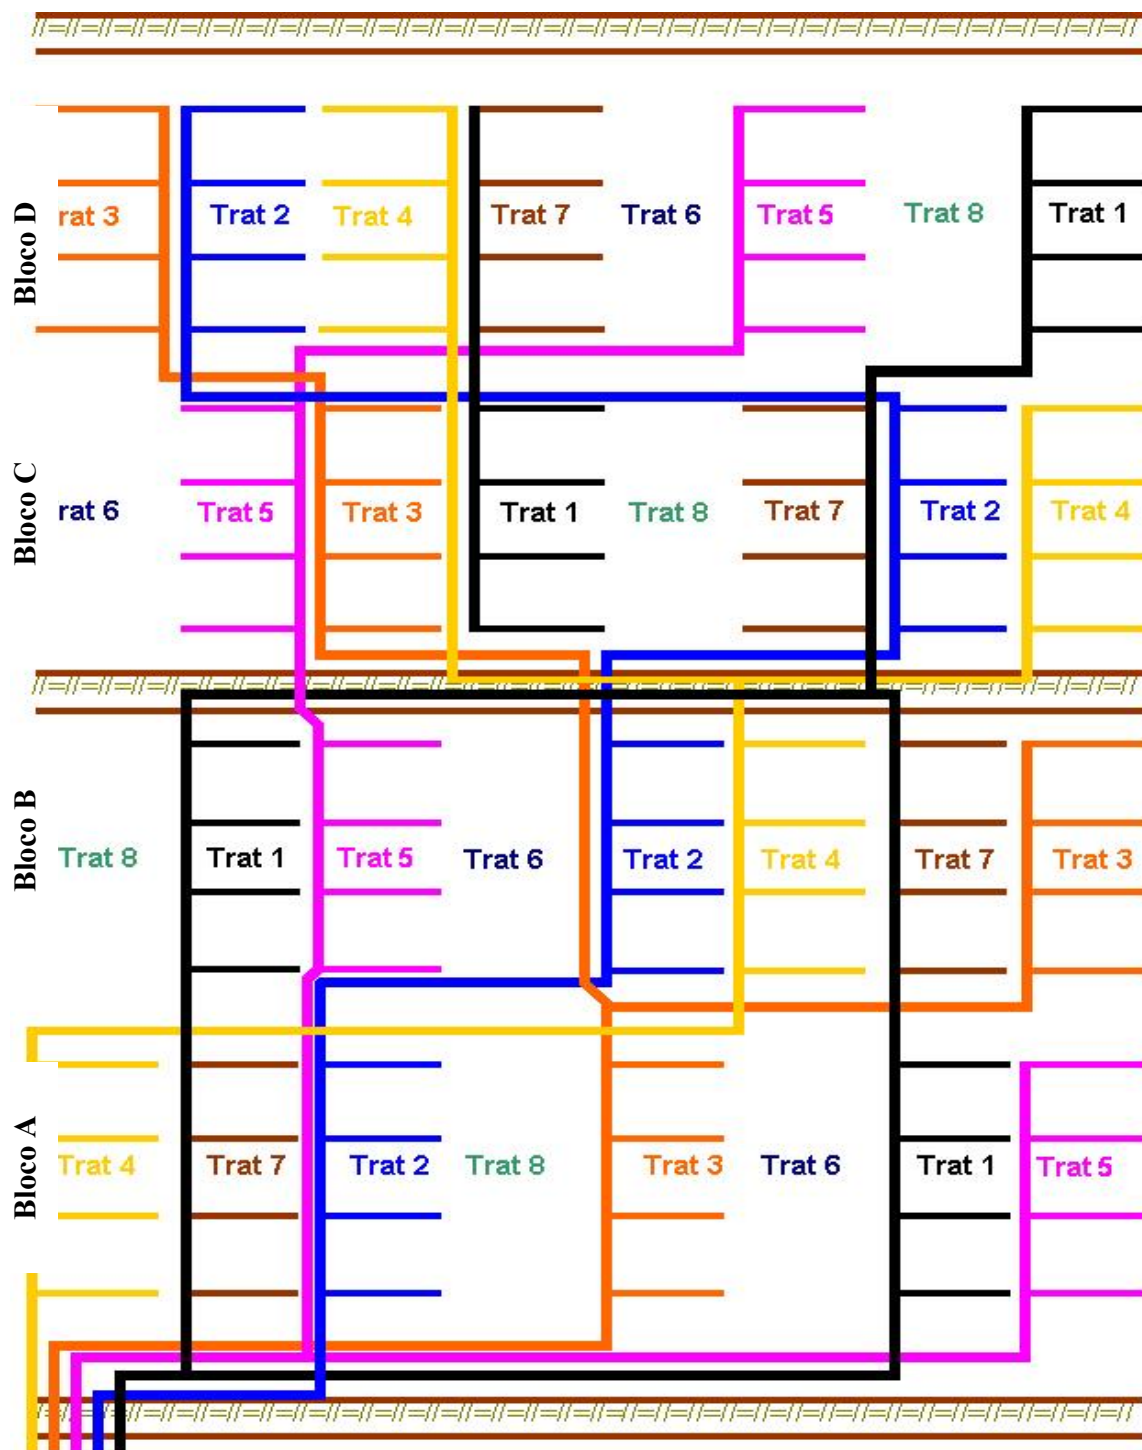 Bloco D
rat 3 Trat 2 Trat 4 Trat 7 Trat 6 Trat 5 Trat 8 Trat 1
Bloco C
rat 6 Trat 5 Trat 3 Trat 1 Trat 8 Trat 7 Trat 2 Trat 4
Bloco B
Trat 8 Trat 1 Trat 5 Trat 6 Trat 2 Trat 4 Trat 7 Trat 3
Bloco A
Trat 4 Trat 7 Trat 2 Trat 8 Trat 3 Trat 6 Trat 1 Trat 5